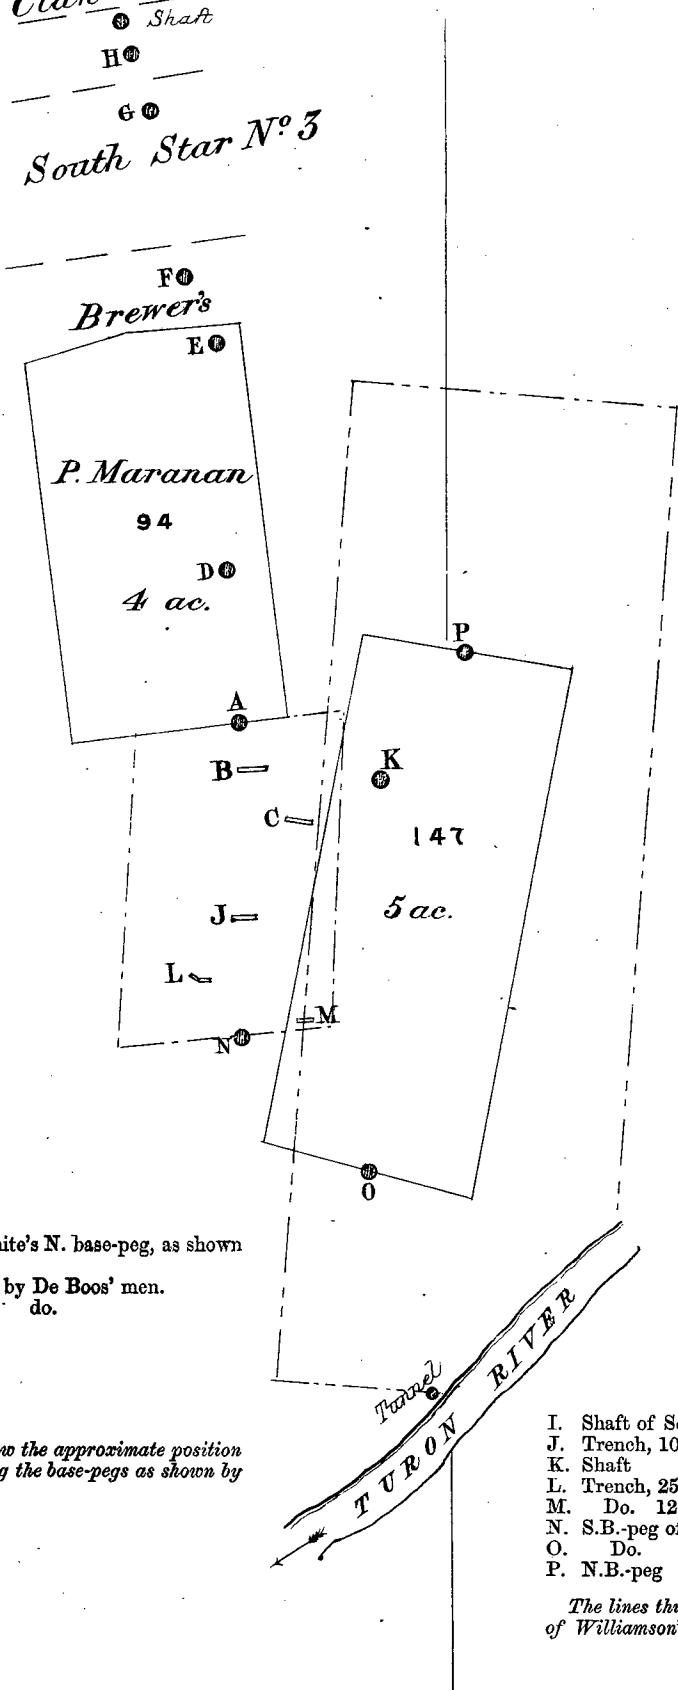 Shaft
H
G
South Star Nº 3
F
Brewer's
E
P. Maranan
94
D
4 ac.
P
A
B
K
C
147
J
5 ac.
L
M
N
O
N. base-peg, as shown
by De Boos' men.
do.
TURON RIVER
Tunnel
the approximate position
the base-pegs as shown by
I. Shaft of
J. Trench, 10
K. Shaft
L. Trench, 25
M. Do. 12
N. S.B.-peg of
O. Do.
P. N.B.-peg
The lines
of Williamson